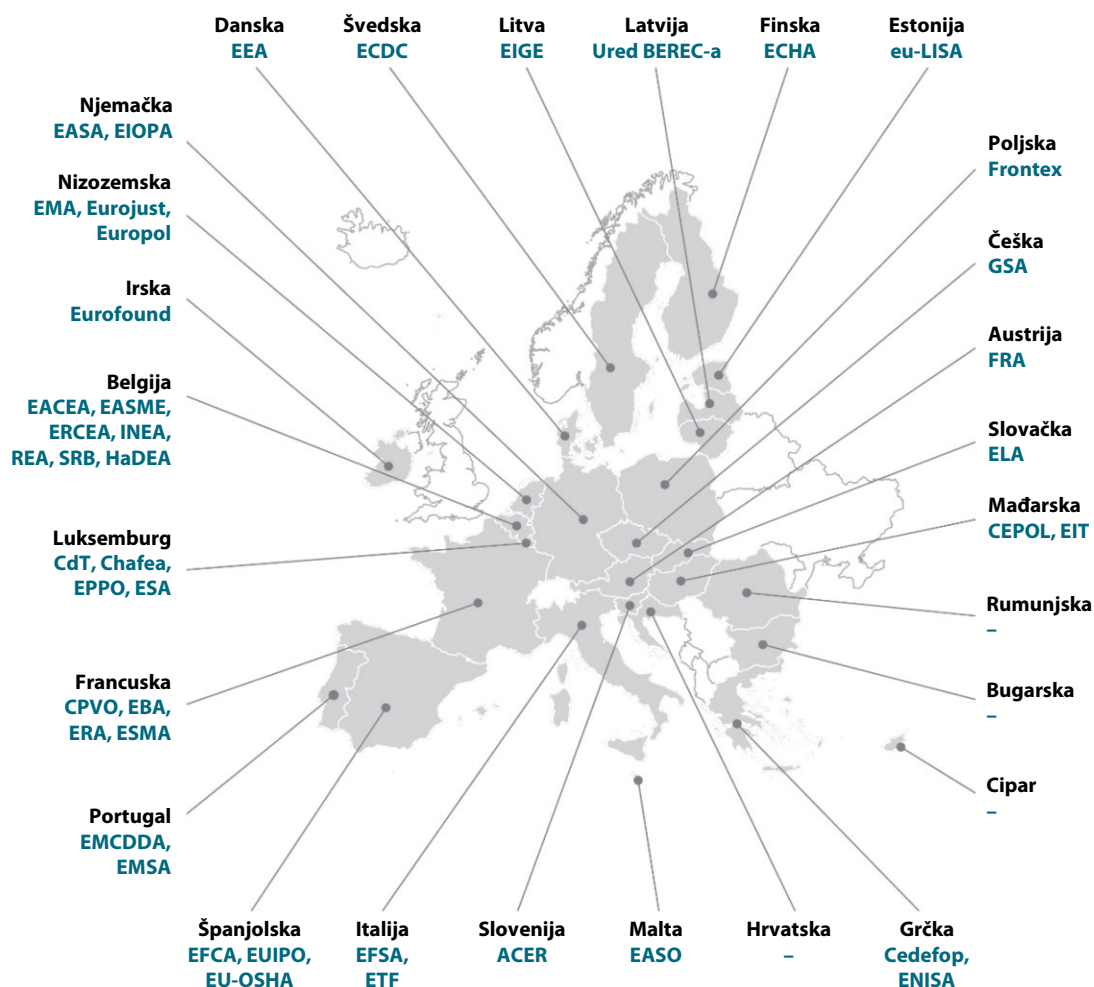 Danska
EEA
Švedska
ECDC
Litva
EIGE
Latvija
Ured BEREC-a
Finska
ECHA
Estonija
eu-LISA
Njemačka
EASA, EIOPA
Nizozemska
EMA, Eurojust,
Europol
Irska
Eurofound
Belgija
EACEA, EASME,
ERCEA, INEA,
REA, SRB, HaDEA
Luksemburg
CdT, Chafea,
EPPO, ESA
Francuska
CPVO, EBA,
ERA, ESMA
Portugal
EMCDDA,
EMSA
Poljska
Frontex
Češka
GSA
Austrija
FRA
Slovačka
ELA
Mađarska
CEPOL, EIT
Rumunjska
–
Bugarska
–
Cipar
–
Španjolska
EFCA, EUIPO,
EU-OSHA
Italija
EFSA,
ETF
Slovenija
ACER
Malta
EASO
Hrvatska
–
Grčka
Cedefop,
ENISA